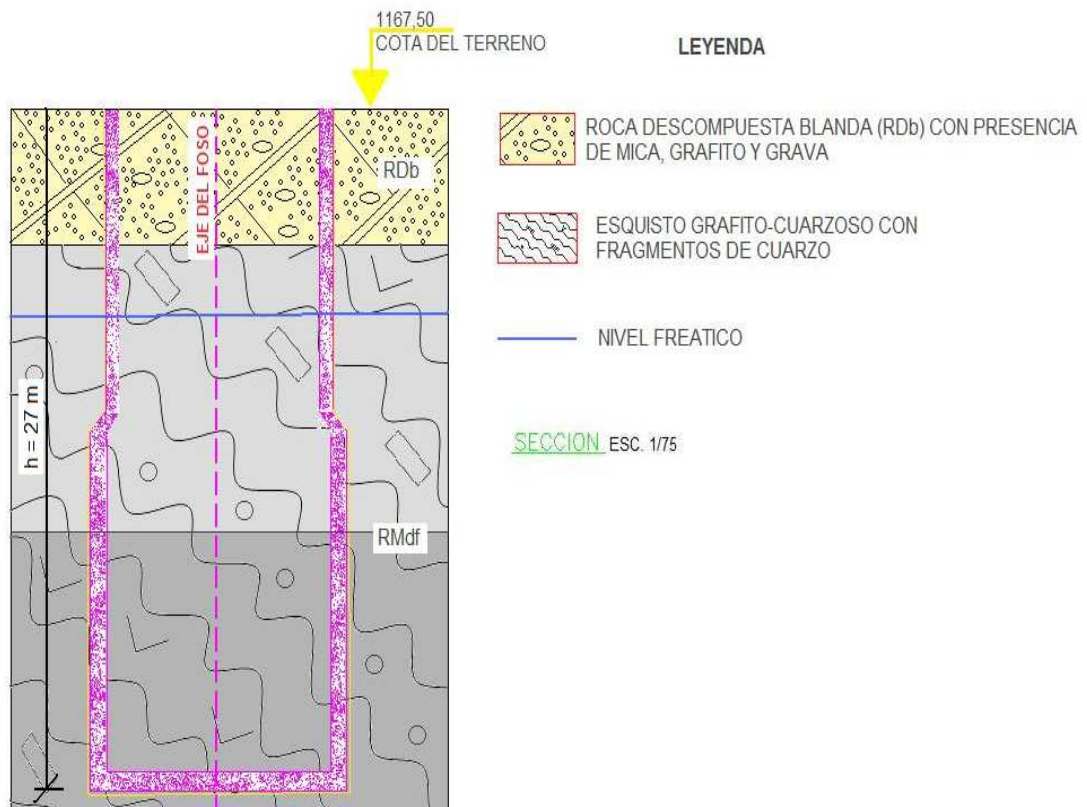 1167,50
COTA DEL TERRENO
LEYENDA
EJE DEL FOSO
RDb
ROCA DESCOMPUESTA BLANDA (RDb) CON PRESENCIA
DE MICA, GRAFITO Y GRAVA
ESQUISTO GRAFITO-CUARZOSO CON
FRAGMENTOS DE CUARZO
NIVEL FREATICO
h = 27 m
SECCION ESC. 1/75
RMdf